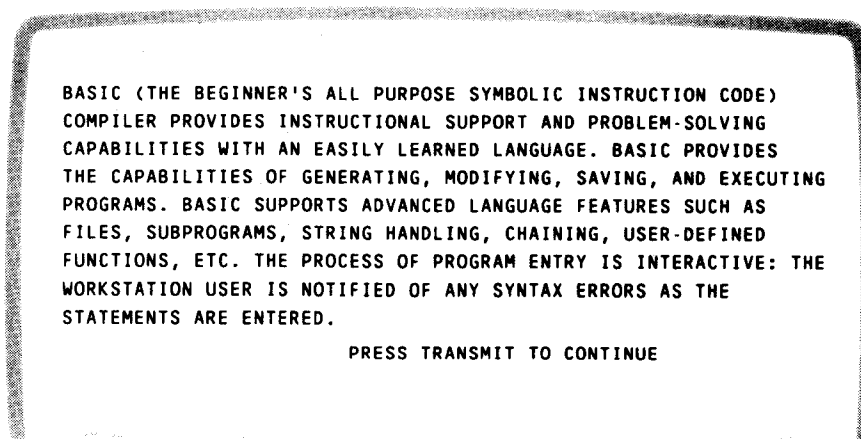 BASIC (THE BEGINNER'S ALL PURPOSE SYMBOLIC INSTRUCTION CODE)
COMPILER PROVIDES INSTRUCTIONAL SUPPORT AND PROBLEM-SOLVING
CAPABILITIES WITH AN EASILY LEARNED LANGUAGE. BASIC PROVIDES
THE CAPABILITIES OF GENERATING, MODIFYING, SAVING, AND EXECUTING
PROGRAMS. BASIC SUPPORTS ADVANCED LANGUAGE FEATURES SUCH AS
FILES, SUBPROGRAMS, STRING HANDLING, CHAINING, USER-DEFINED
FUNCTIONS, ETC. THE PROCESS OF PROGRAM ENTRY IS INTERACTIVE: THE
WORKSTATION USER IS NOTIFIED OF ANY SYNTAX ERRORS AS THE
STATEMENTS ARE ENTERED.
PRESS TRANSMIT TO CONTINUE